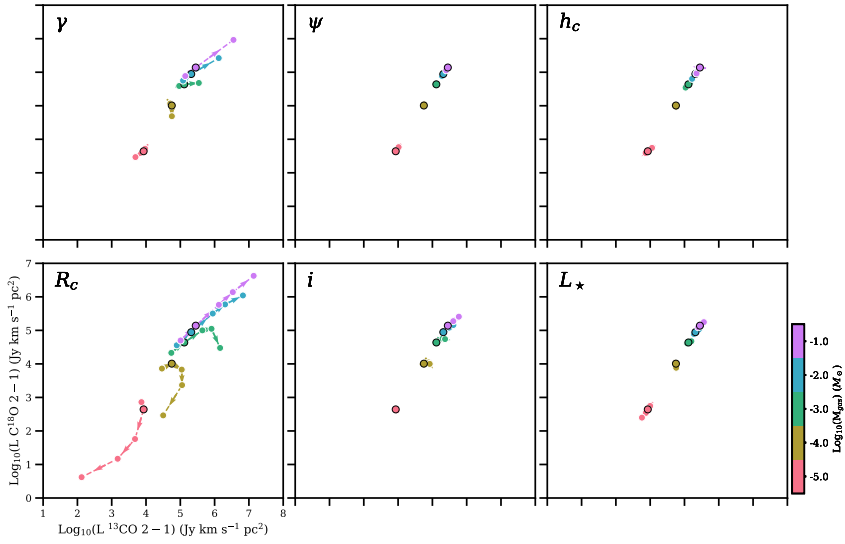 γ
ψ
h_c
R_c
i
L_⋆
7
6
5
4
3
2
1
0
1 2 3 4 5 6 7 8
Log₁₀(L C¹⁸O 2−1) (Jy km s⁻¹ pc²)
Log₁₀(L ¹³CO 2−1) (Jy km s⁻¹ pc²)
-1.0
-2.0
-3.0
-4.0
-5.0
Log₁₀(M_gas) (M_⊙)